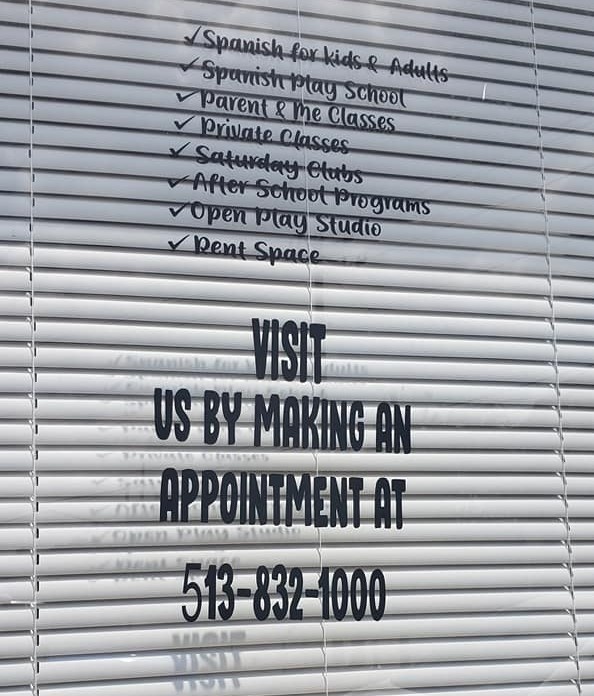 ✓Spanish for kids & Adults
✓Spanish Play School
✓Parent & Me Classes
✓Private Classes
✓Saturday Clubs
✓After School Programs
✓Open Play Studio
✓Rent Space
VISIT
US BY MAKING AN
APPOINTMENT AT
513-832-1000